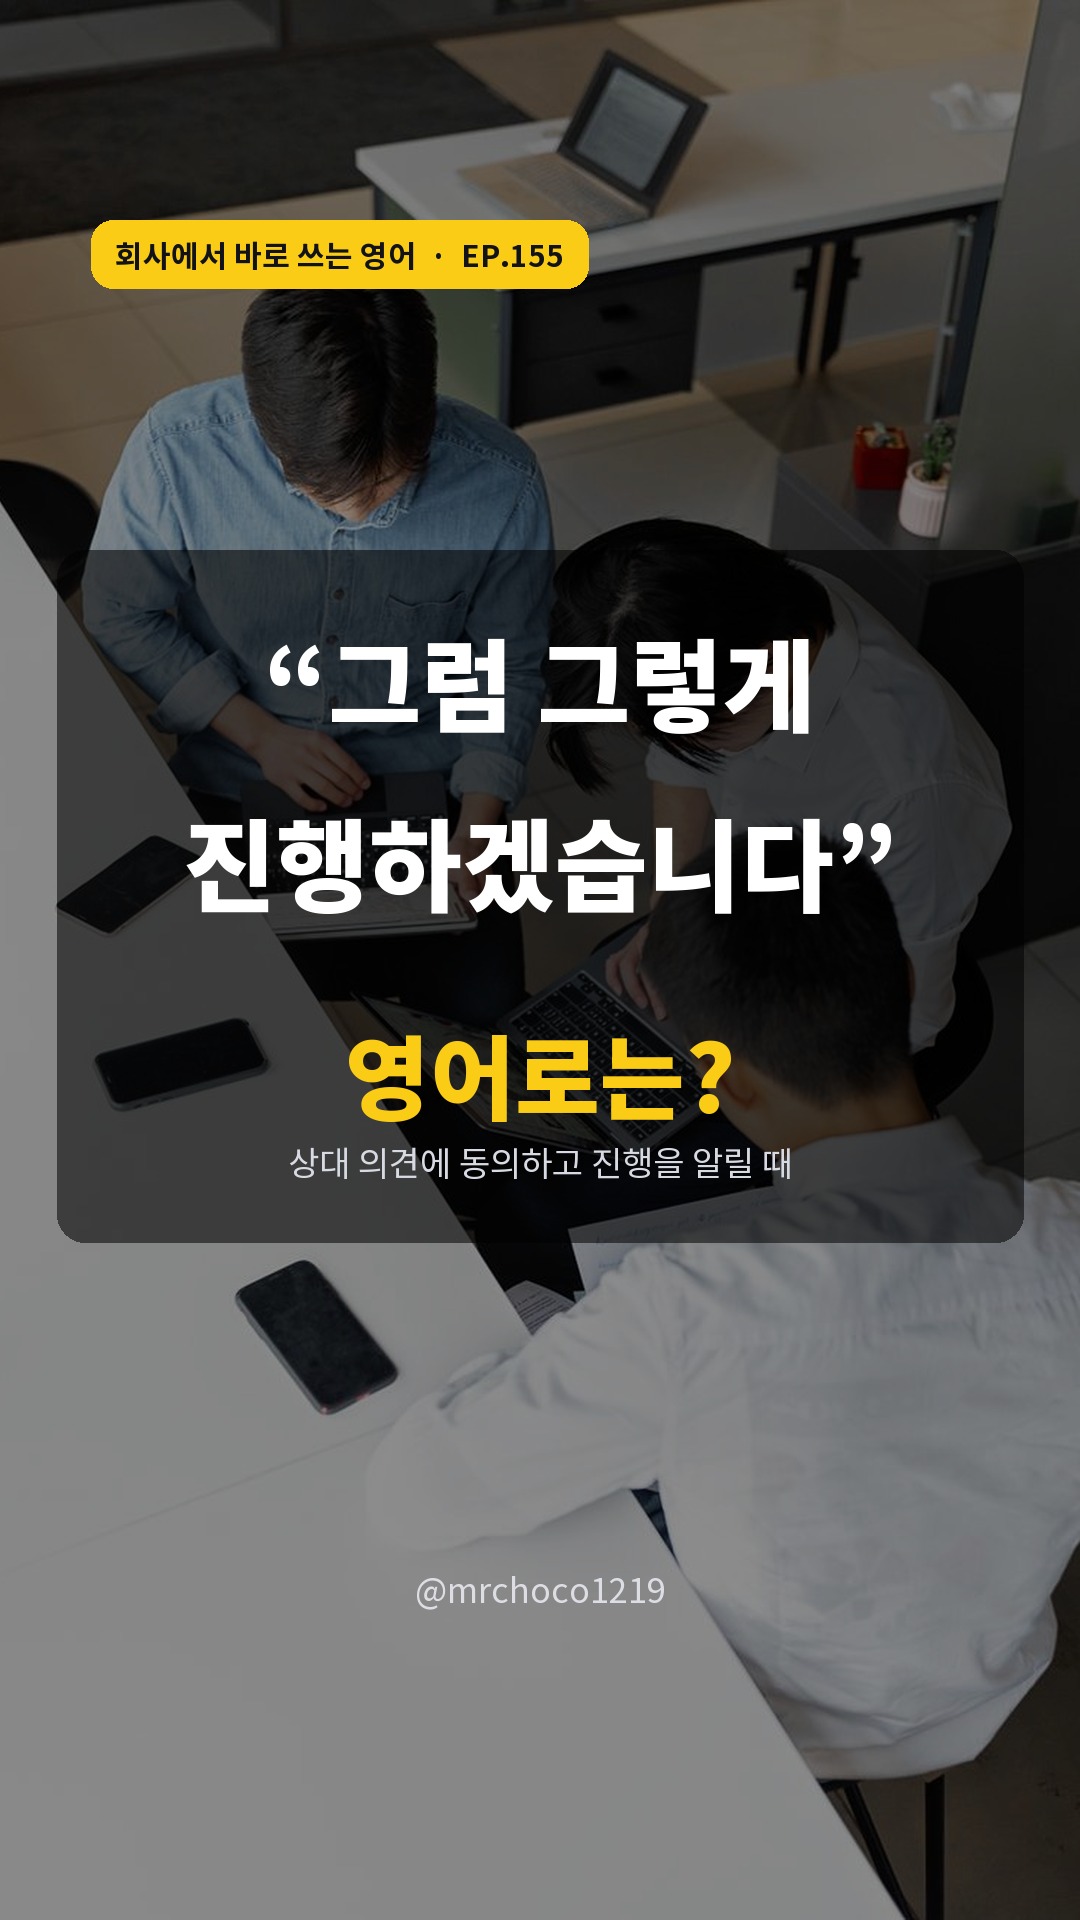 회사에서 바로 쓰는 영어 · EP.155
“그럼 그렇게
진행하겠습니다”
영어로는?
상대 의견에 동의하고 진행을 알릴 때
@mrchoco1219